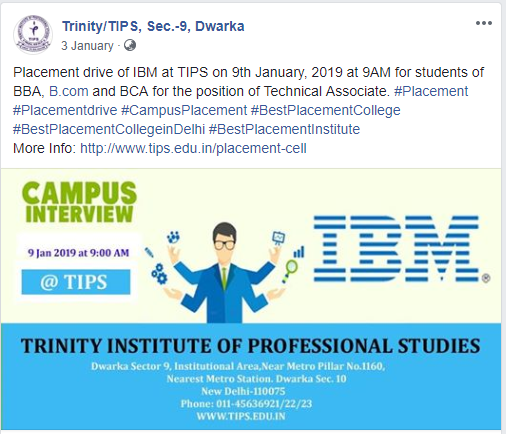 Trinity/TIPS, Sec.-9, Dwarka
3 January ·
Placement drive of IBM at TIPS on 9th January, 2019 at 9AM for students of
BBA, B.com and BCA for the position of Technical Associate. #Placement
#Placementdrive #CampusPlacement #BestPlacementCollege
#BestPlacementCollegeinDelhi #BestPlacementInstitute
More Info: http://www.tips.edu.in/placement-cell
CAMPUS
INTERVIEW
9 Jan 2019 at 9:00 AM
@ TIPS
IBM®
TRINITY INSTITUTE OF PROFESSIONAL STUDIES
Dwarka Sector 9, Institutional Area,Near Metro Pillar No.1160,
Nearest Metro Station. Dwarka Sec. 10
New Delhi-110075
Phone: 011-45636921/22/23
WWW.TIPS.EDU.IN